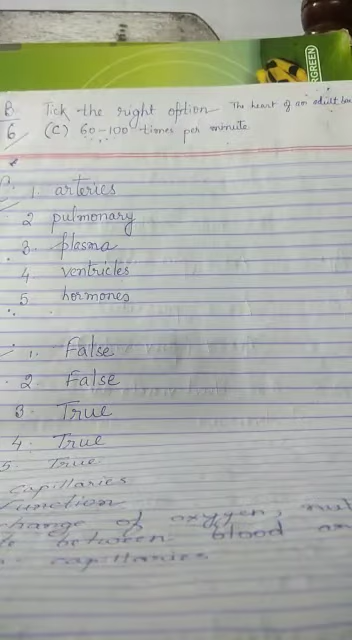 B Tick the right option The heart of an adult
6 (C) 60-100 times per minute
1. arteries
2 pulmonary
3. plasma
4 ventricles
5. hormones
1. False
2. False
3. True
4. True
5. True
Capillaries
Function
of oxygen,
between blood
capillaries